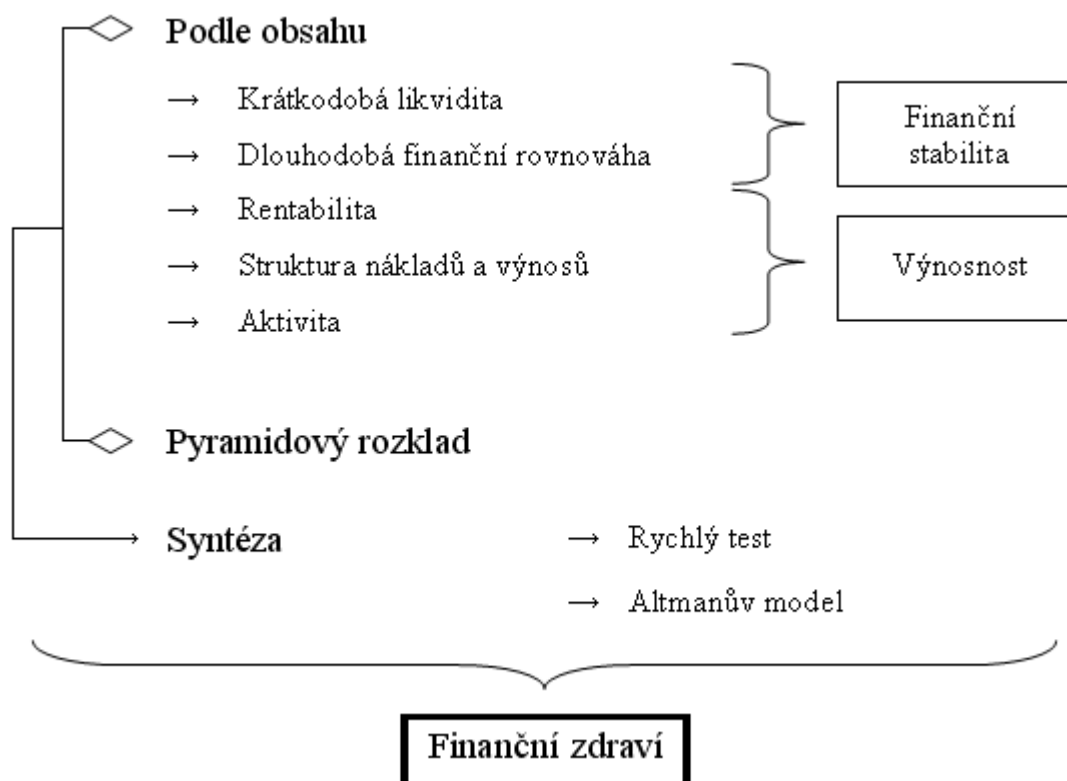 Podle obsahu
→ Krátkodobá likvidita
→ Dlouhodobá finanční rovnováha
Finanční
stabilita
→ Rentabilita
→ Struktura nákladů a výnosů
→ Aktivita
Výnosnost
Pyramidový rozklad
Syntéza
→ Rychlý test
→ Altmanův model
Finanční zdraví